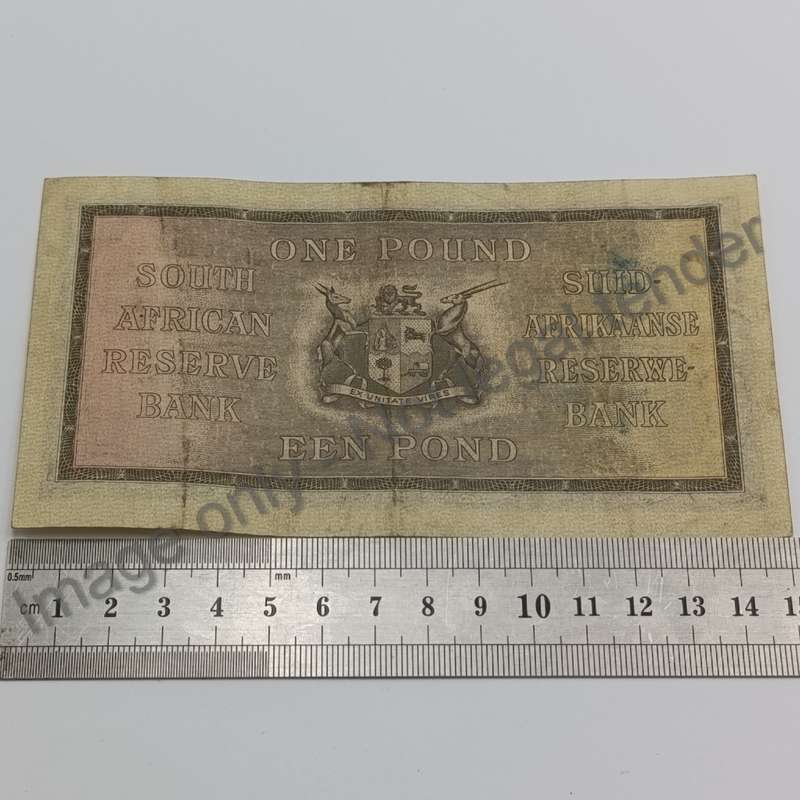 ONE POUND
SOUTH
AFRICAN
RESERVE
BANK
SUID-
AFRIKAANSE
RESERWE-
BANK
EX UNITATE VIRES
EEN POND
Image only - Not legal tender
0.5mm
mm
cm 1 2 3 4 5 6 7 8 9 10 11 12 13 14 15